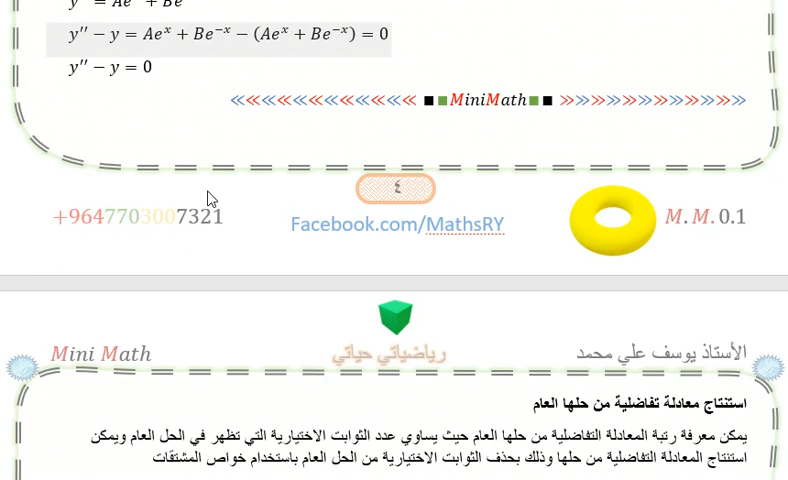 y″ − y = Ae^x + Be^−x − (Ae^x + Be^−x) = 0
y″ − y = 0
≪≪≪≪≪≪≪≪≪≪≪≪ ■■MiniMath■■ ≫≫≫≫≫≫≫≫≫≫≫≫
٤
+9647703007321
Facebook.com/MathsRY
M.M.0.1
Mini Math
رياضياتي حياتي
الأستاذ يوسف علي محمد
استنتاج معادلة تفاضلية من حلها العام
يمكن معرفة رتبة المعادلة التفاضلية من حلها العام حيث يساوي عدد الثوابت الاختيارية التي تظهر في الحل العام ويمكن
استنتاج المعادلة التفاضلية من حلها وذلك بحذف الثوابت الاختيارية من الحل العام باستخدام خواص المشتقات